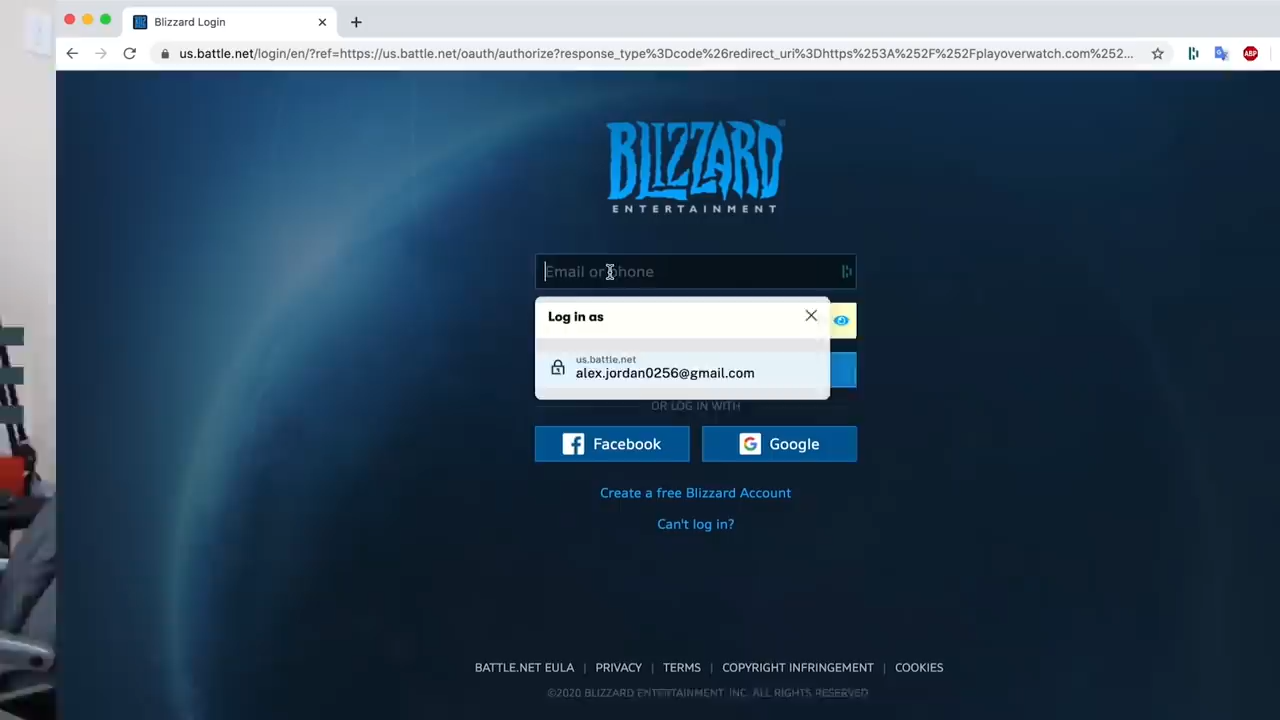 Blizzard Login
us.battle.net/login/en/?ref=https://us.battle.net/oauth/authorize?response_type%3Dcode%26redirect_uri%3Dhttps%253A%252F%252Fplayoverwatch.com%252...
ABP
BLIZZARD
ENTERTAINMENT
Email or phone
Log in as
us.battle.net
alex.jordan0256@gmail.com
OR LOG IN WITH
Facebook
Google
Create a free Blizzard Account
Can't log in?
BATTLE.NET EULA | PRIVACY | TERMS | COPYRIGHT INFRINGEMENT | COOKIES
©2020 BLIZZARD ENTERTAINMENT, INC. ALL RIGHTS RESERVED